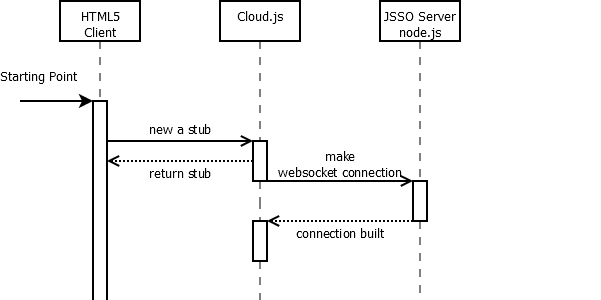 HTML5
Client
Cloud.js
JSSO Server
node.js
Starting Point
new a stub
return stub
make
websocket connection
connection built